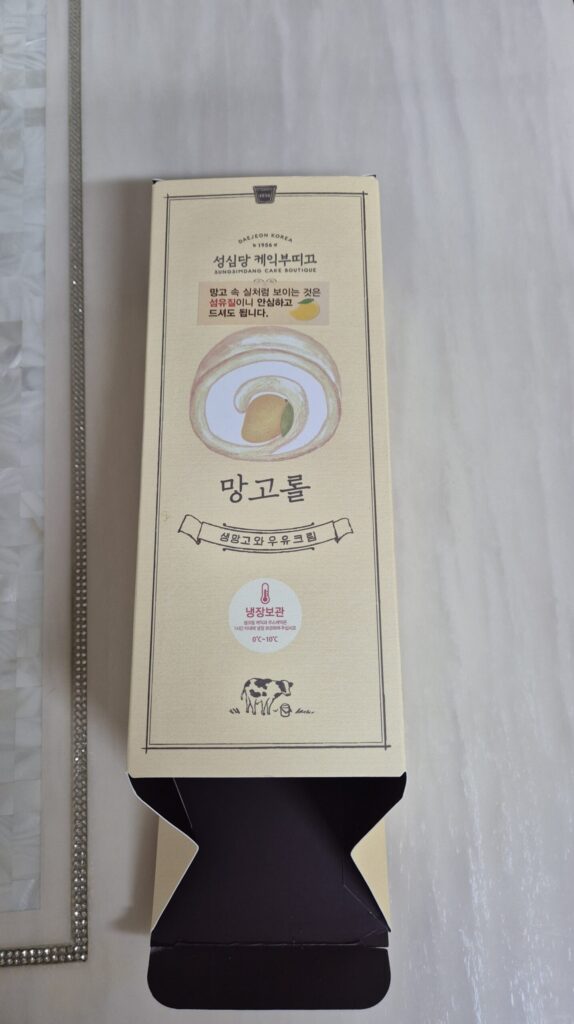 DAEJEON KOREA
1956
성심당 케익부띠끄
SUNGSIMDANG CAKE BOUTIQUE
망고 속 실처럼 보이는 것은
섬유질이니 안심하고
드셔도 됩니다.
망고롤
생망고와 우유크림
냉장보관
0℃~10℃